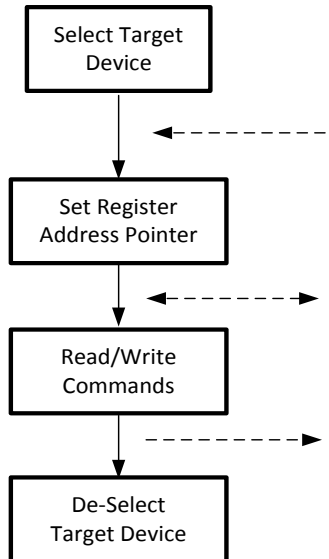 Select Target
Device
Set Register
Address Pointer
Read/Write
Commands
De-Select
Target Device